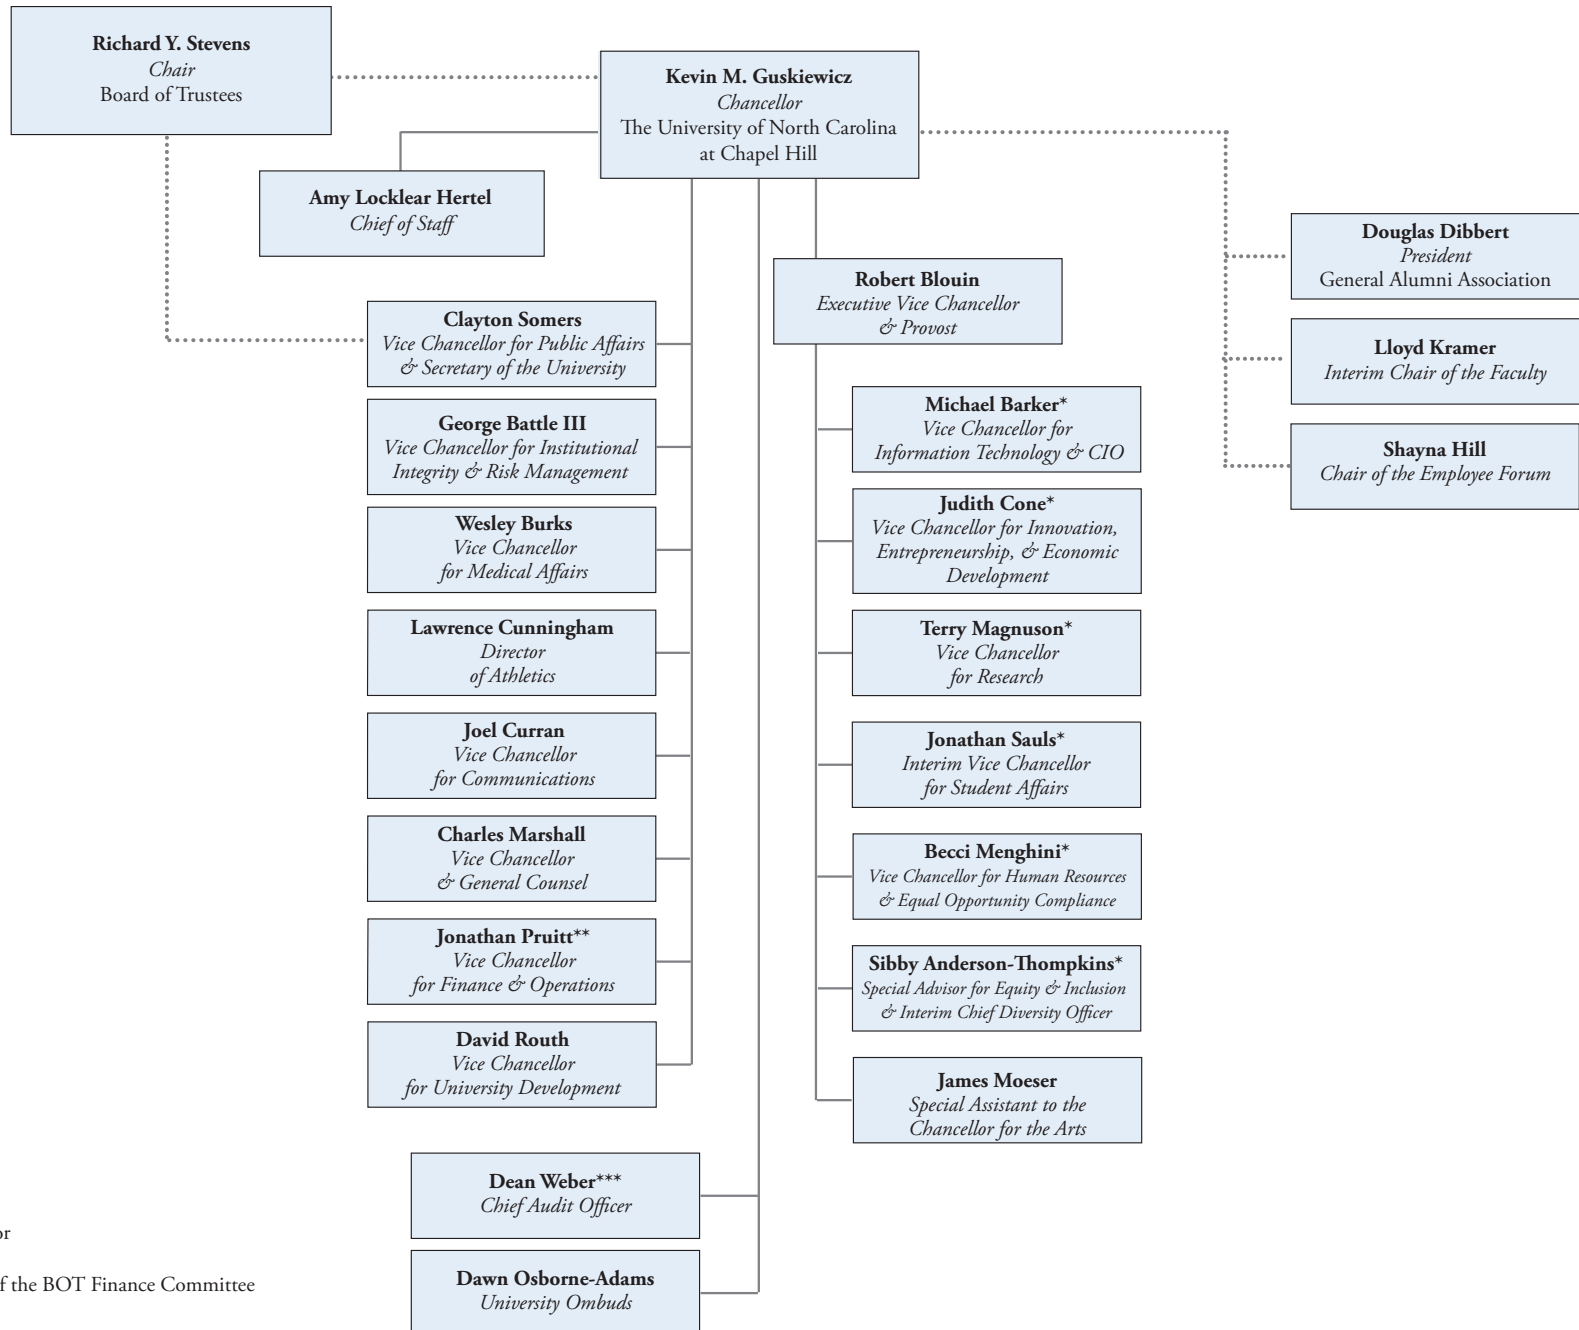 Richard Y. Stevens
Chair
Board of Trustees
Kevin M. Guskiewicz
Chancellor
The University of North Carolina
at Chapel Hill
Amy Locklear Hertel
Chief of Staff
Douglas Dibbert
President
General Alumni Association
Lloyd Kramer
Interim Chair of the Faculty
Shayna Hill
Chair of the Employee Forum
Clayton Somers
Vice Chancellor for Public Affairs
& Secretary of the University
George Battle III
Vice Chancellor for Institutional
Integrity & Risk Management
Wesley Burks
Vice Chancellor
for Medical Affairs
Lawrence Cunningham
Director
of Athletics
Joel Curran
Vice Chancellor
for Communications
Charles Marshall
Vice Chancellor
& General Counsel
Jonathan Pruitt**
Vice Chancellor
for Finance & Operations
David Routh
Vice Chancellor
for University Development
Robert Blouin
Executive Vice Chancellor
& Provost
Michael Barker*
Vice Chancellor for
Information Technology & CIO
Judith Cone*
Vice Chancellor for Innovation,
Entrepreneurship, & Economic
Development
Terry Magnuson*
Vice Chancellor
for Research
Jonathan Sauls*
Interim Vice Chancellor
for Student Affairs
Becci Menghini*
Vice Chancellor for Human Resources
& Equal Opportunity Compliance
Sibby Anderson-Thompkins*
Special Advisor for Equity & Inclusion
& Interim Chief Diversity Officer
James Moeser
Special Assistant to the
Chancellor for the Arts
Dean Weber***
Chief Audit Officer
Dawn Osborne-Adams
University Ombuds
or
f the BOT Finance Committee